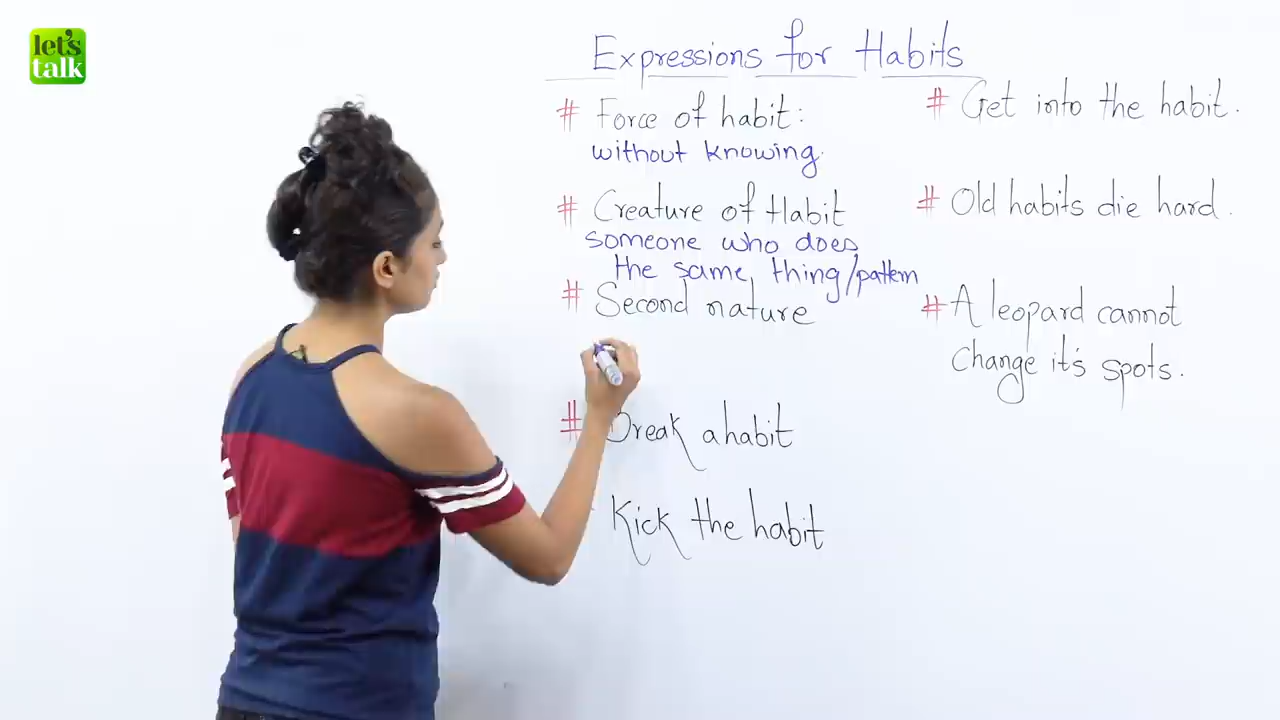 let's
talk
Expressions for Habits
# Force of habit:
without knowing.
# Creature of Habit
someone who does
the same thing/pattern
# Second nature
# Break a habit
Kick the habit
# Get into the habit.
# Old habits die hard.
# A leopard cannot
change it's spots.